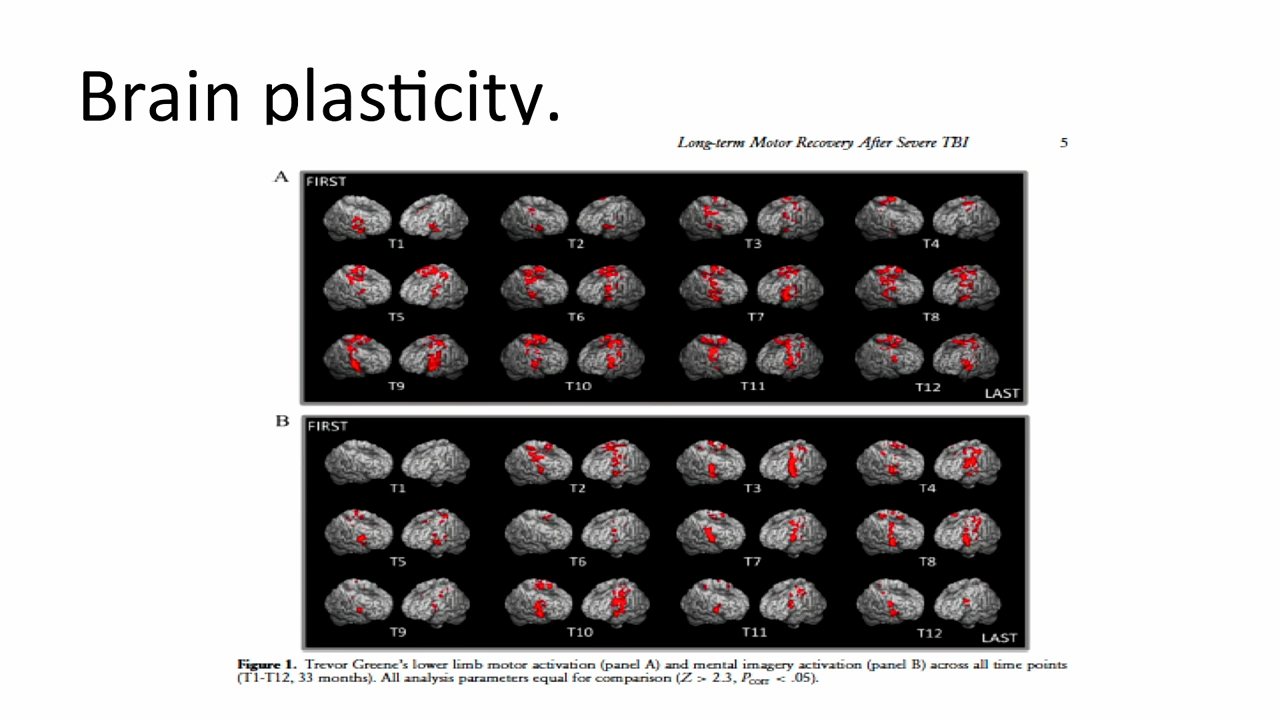 Brain plasticity.
Long-term Motor Recovery After Severe TBI 5
A
FIRST
T1 T2 T3 T4
T5 T6 T7 T8
T9 T10 T11 T12
LAST
B
FIRST
T1 T2 T3 T4
T5 T6 T7 T8
T9 T10 T11 T12
LAST
Figure 1. Trevor Greene's lower limb motor activation (panel A) and mental imagery activation (panel B) across all time points
(T1-T12, 33 months). All analysis parameters equal for comparison (Z > 2.3, Pcorr < .05).